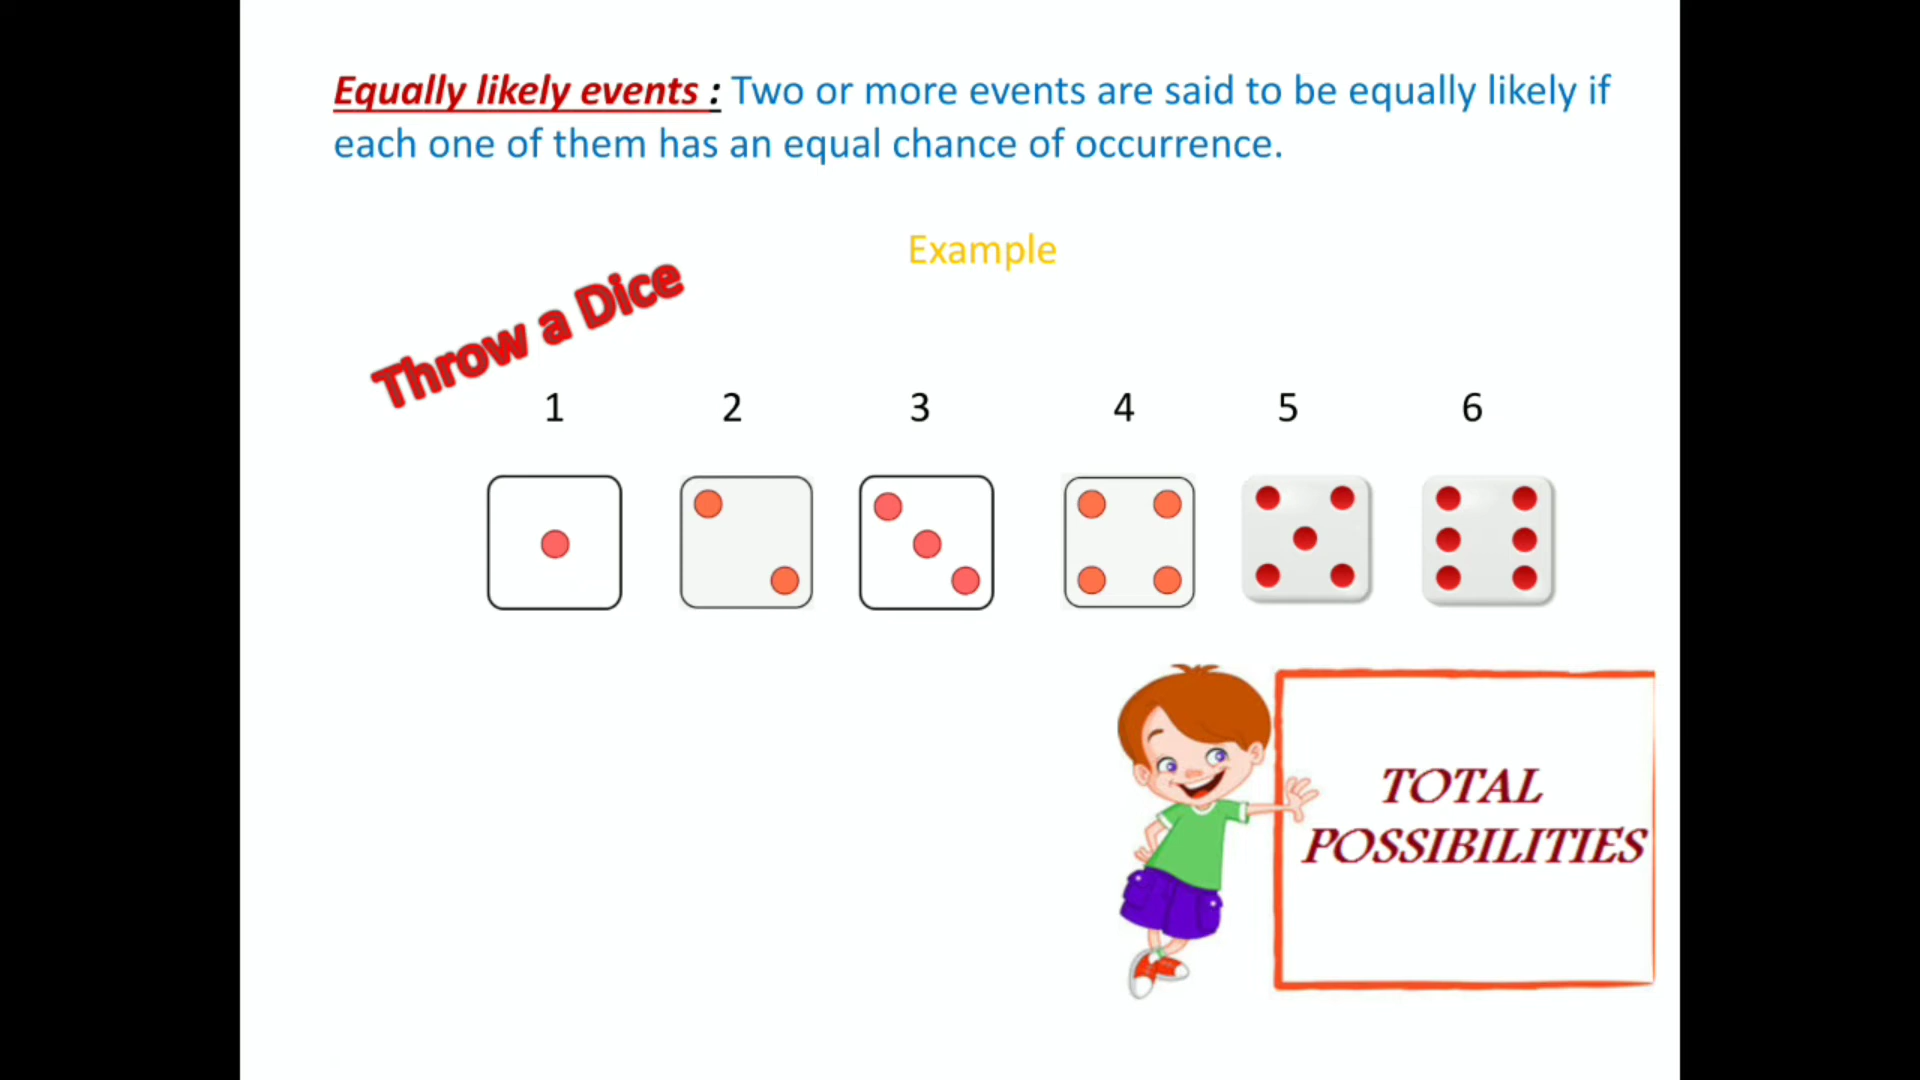 Equally likely events : Two or more events are said to be equally likely if
each one of them has an equal chance of occurrence.
Example
Throw a Dice
1 2 3 4 5 6
TOTAL
POSSIBILITIES